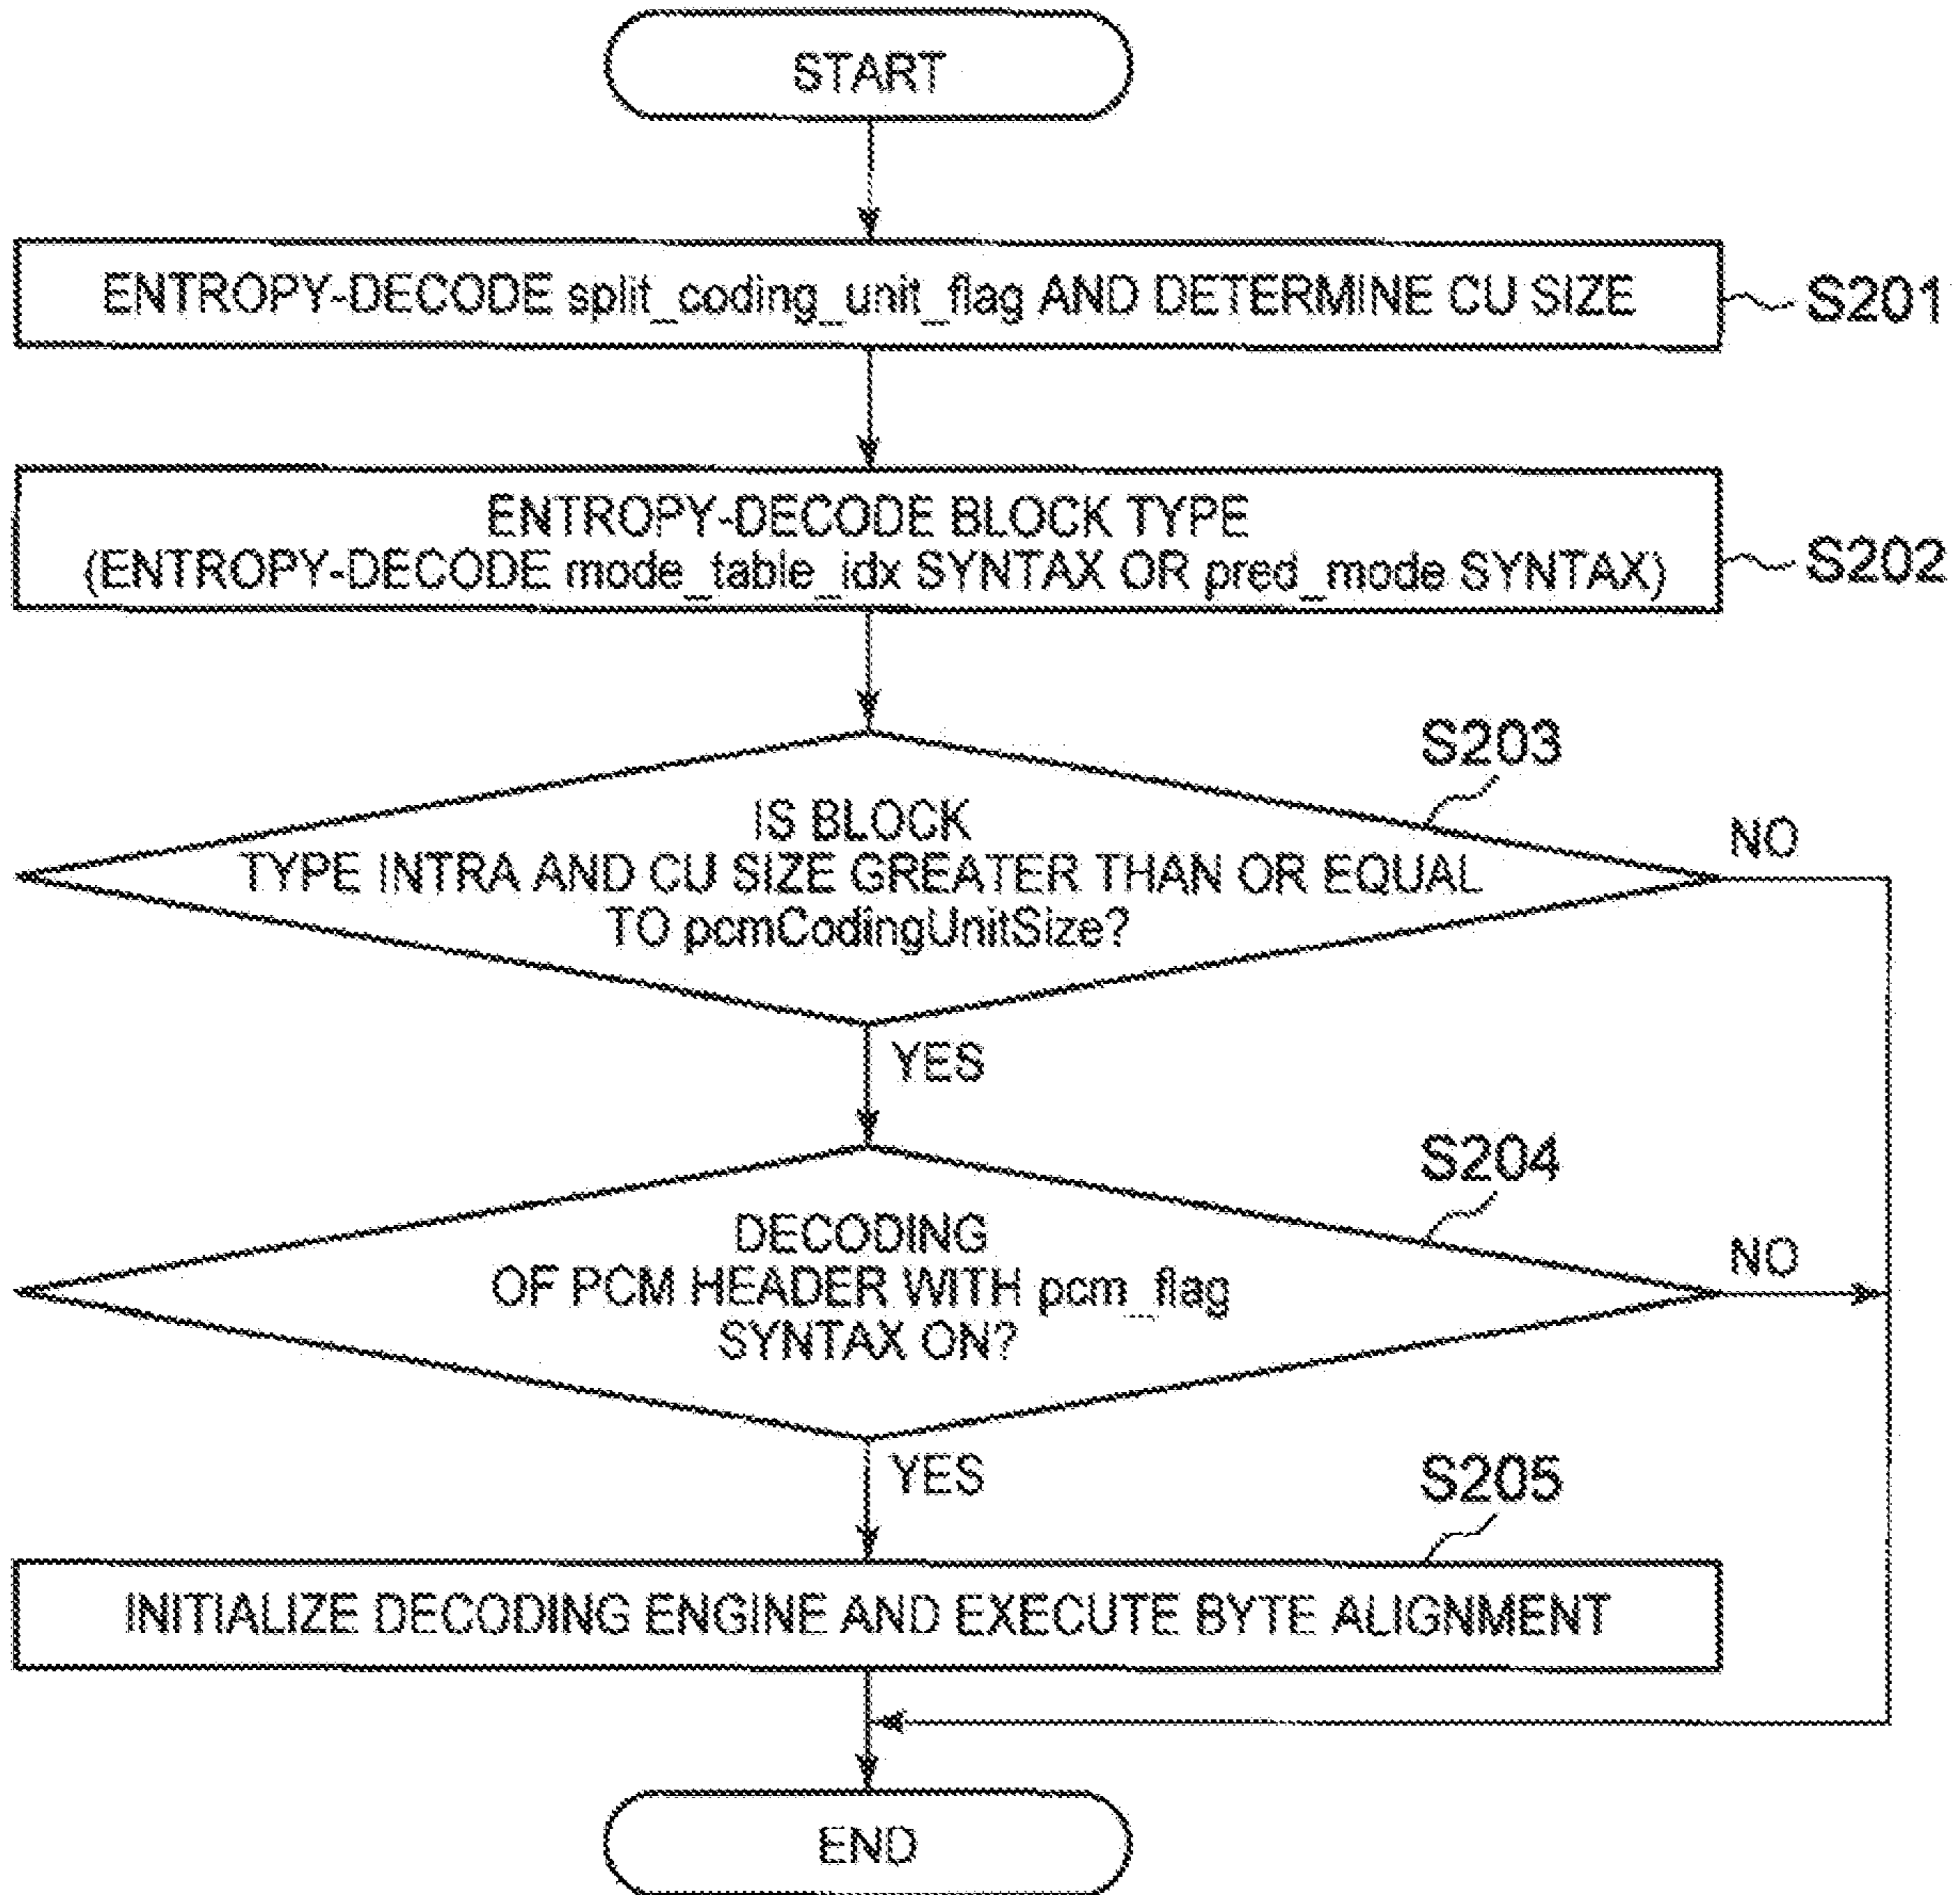 START
ENTROPY-DECODE split_coding_unit_flag AND DETERMINE CU SIZE
S201
ENTROPY-DECODE BLOCK TYPE
(ENTROPY-DECODE mode_table_idx SYNTAX OR pred_mode SYNTAX)
S202
S203
IS BLOCK
TYPE INTRA AND CU SIZE GREATER THAN OR EQUAL
TO pcmCodingUnitSize?
NO
YES
S204
DECODING
OF PCM HEADER WITH pcm_flag
SYNTAX ON?
NO
YES
S205
INITIALIZE DECODING ENGINE AND EXECUTE BYTE ALIGNMENT
END